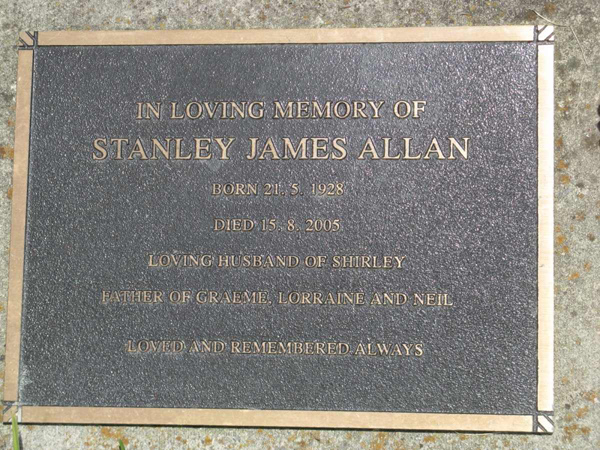 IN LOVING MEMORY OF
STANLEY JAMES ALLAN
BORN 21. 5. 1928
DIED 15. 8. 2005
LOVING HUSBAND OF SHIRLEY
FATHER OF GRAEME, LORRAINE AND NEIL
LOVED AND REMEMBERED ALWAYS